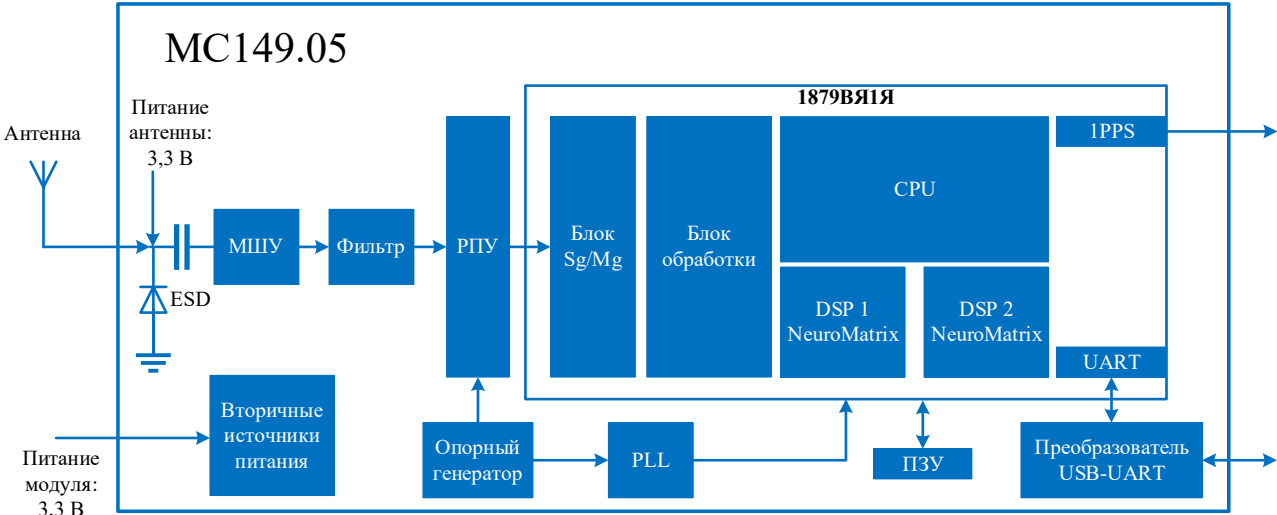 МС149.05
1879ВЯ1Я
Антенна
Питание
антенны:
3,3 В
ESD
МШУ
Фильтр
РПУ
Блок
Sg/Mg
Блок
обработки
CPU
DSP 1
NeuroMatrix
DSP 2
NeuroMatrix
1PPS
UART
Питание
модуля:
3,3 В
Вторичные
источники
питания
Опорный
генератор
PLL
ПЗУ
Преобразователь
USB-UART